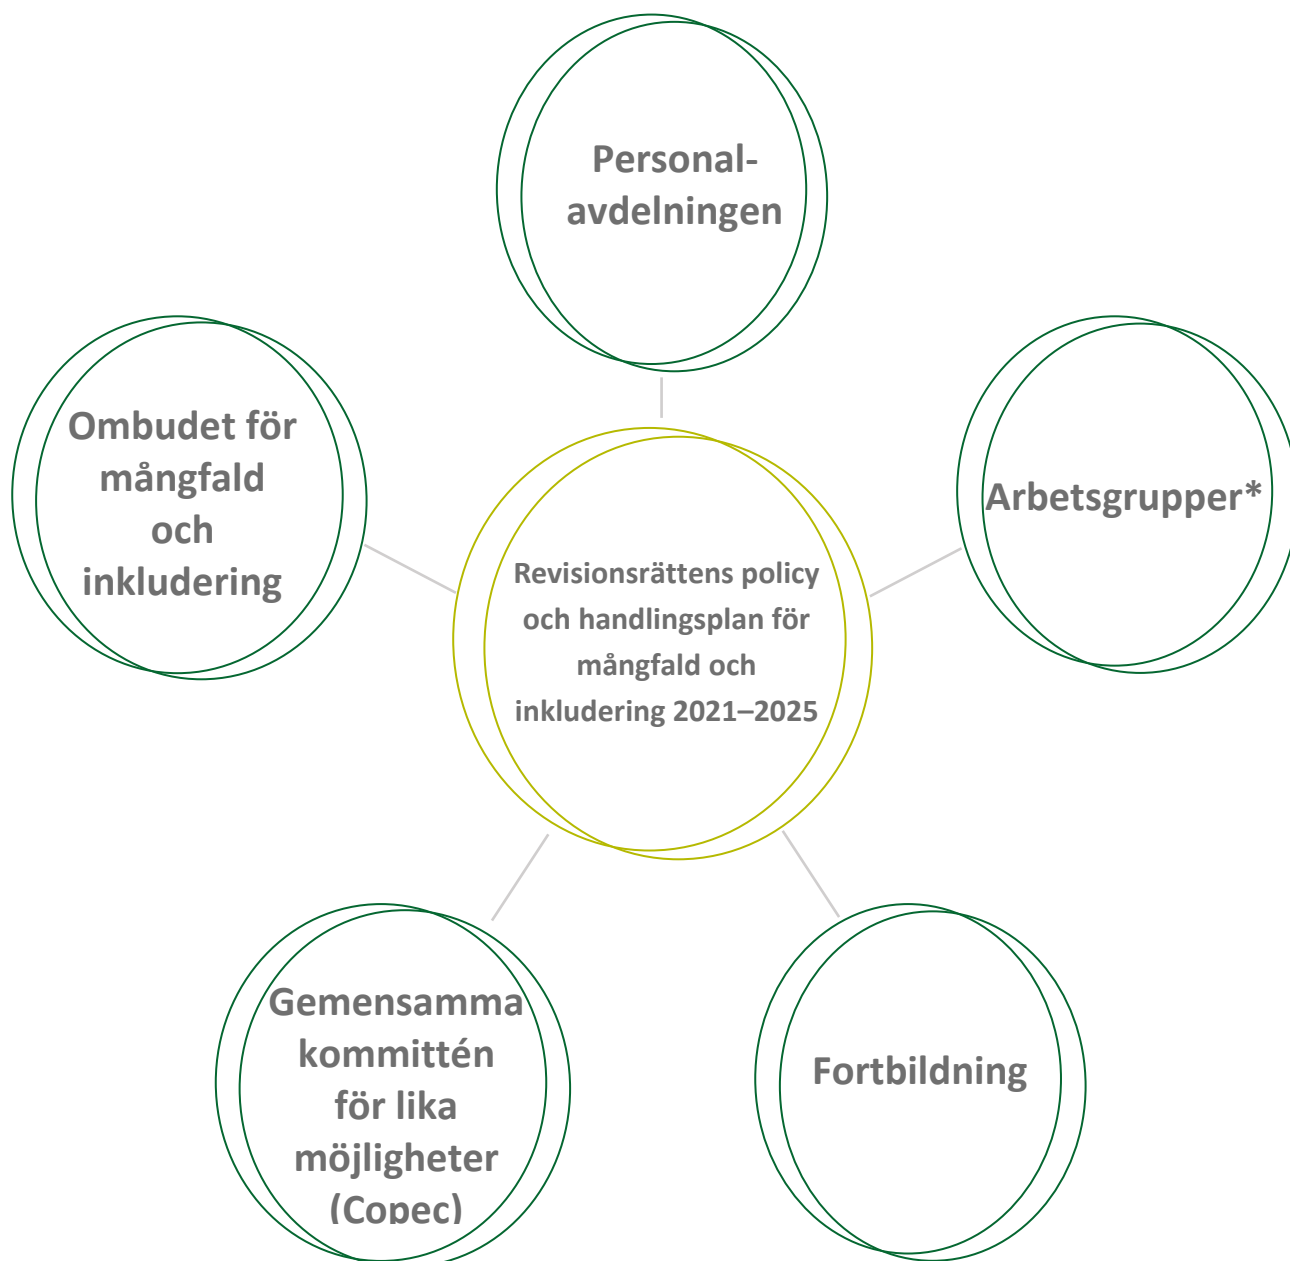 Personal-
avdelningen
Ombudet för
mångfald
och
inkludering
Arbetsgrupper*
Revisionsrättens policy
och handlingsplan för
mångfald och
inkludering 2021–2025
Gemensamma
kommittén
för lika
möjligheter
(Copec)
Fortbildning